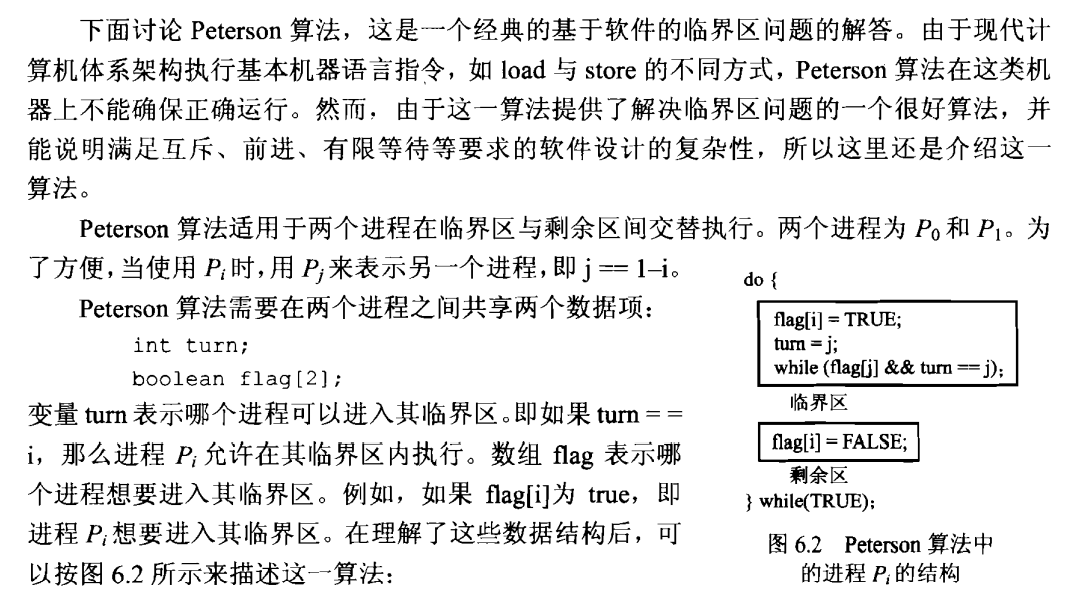 下面讨论 Peterson 算法，这是一个经典的基于软件的临界区问题的解答。由于现代计
算机体系架构执行基本机器语言指令，如 load 与 store 的不同方式，Peterson 算法在这类机
器上不能确保正确运行。然而，由于这一算法提供了解决临界区问题的一个很好算法，并
能说明满足互斥、前进、有限等待等要求的软件设计的复杂性，所以这里还是介绍这一
算法。
Peterson 算法适用于两个进程在临界区与剩余区间交替执行。两个进程为 P0 和 P1。为
了方便，当使用 Pi 时，用 Pj 来表示另一个进程，即 j == 1–i。
Peterson 算法需要在两个进程之间共享两个数据项：
int turn;
boolean flag[2];
变量 turn 表示哪个进程可以进入其临界区。即如果 turn = =
i，那么进程 Pi 允许在其临界区内执行。数组 flag 表示哪
个进程想要进入其临界区。例如，如果 flag[i]为 true，即
进程 Pi 想要进入其临界区。在理解了这些数据结构后，可
以按图 6.2 所示来描述这一算法：
do {
flag[i] = TRUE;
turn = j;
while (flag[j] && turn == j);
临界区
flag[i] = FALSE;
剩余区
} while(TRUE);
图 6.2 Peterson 算法中
的进程 Pi 的结构